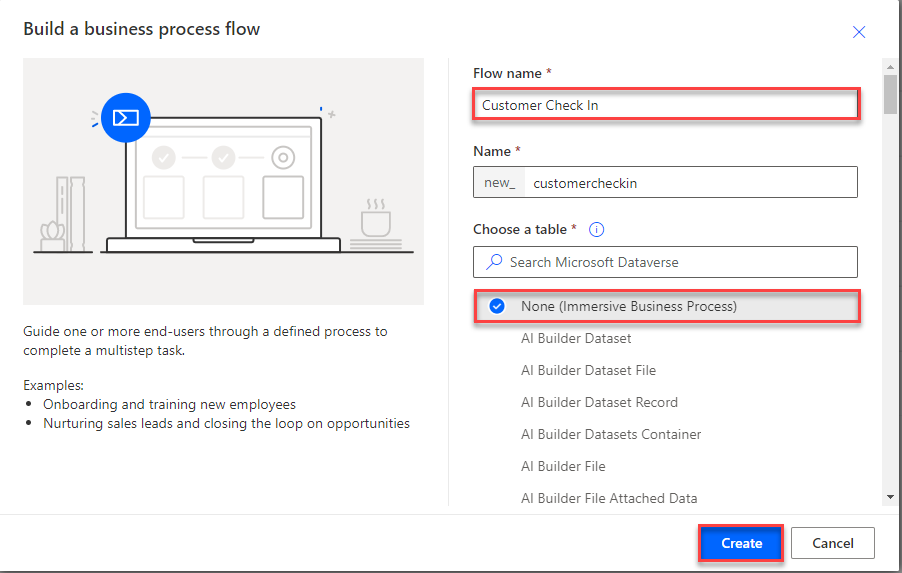 Build a business process flow
Guide one or more end-users through a defined process to
complete a multistep task.
Examples:
• Onboarding and training new employees
• Nurturing sales leads and closing the loop on opportunities
Flow name *
Customer Check In
Name *
new_ customercheckin
Choose a table *
Search Microsoft Dataverse
None (Immersive Business Process)
AI Builder Dataset
AI Builder Dataset File
AI Builder Dataset Record
AI Builder Datasets Container
AI Builder File
AI Builder File Attached Data
Create Cancel